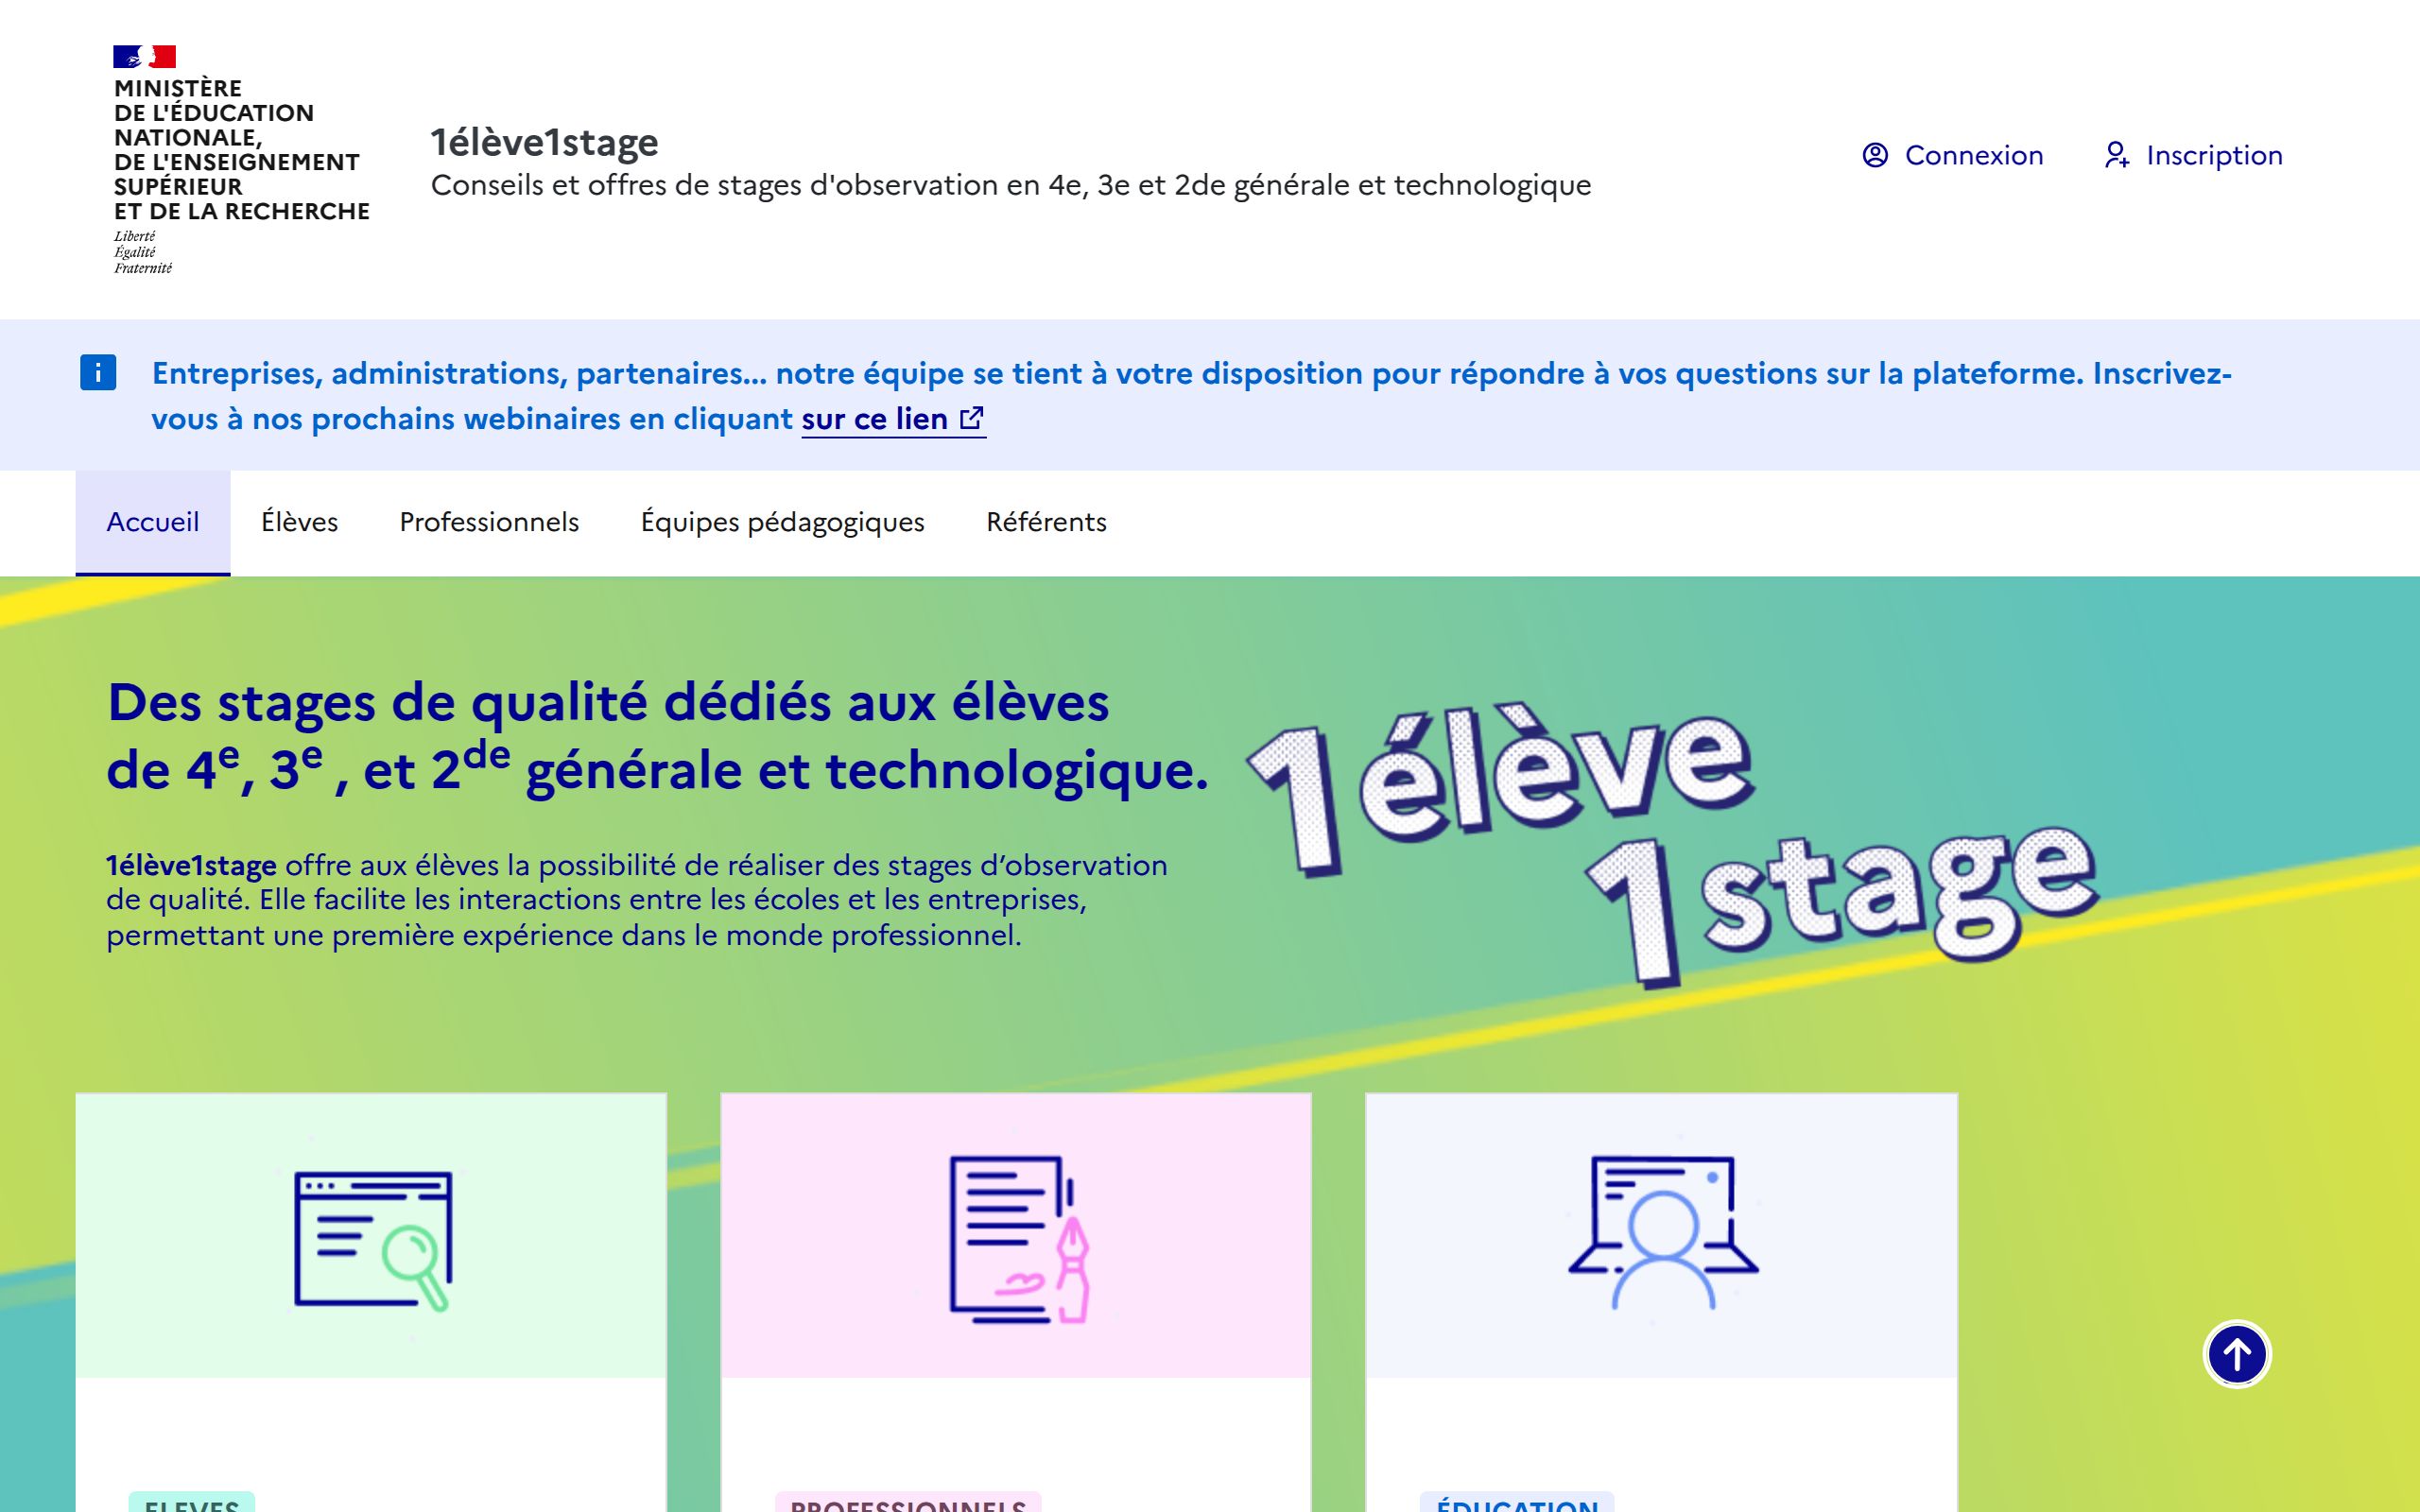 MINISTÈRE
DE L'ÉDUCATION
NATIONALE,
DE L'ENSEIGNEMENT
SUPÉRIEUR
ET DE LA RECHERCHE
Liberté
Égalité
Fraternité
1élève1stage
Conseils et offres de stages d'observation en 4e, 3e et 2de générale et technologique
Connexion
Inscription
Entreprises, administrations, partenaires... notre équipe se tient à votre disposition pour répondre à vos questions sur la plateforme. Inscrivez-
vous à nos prochains webinaires en cliquant sur ce lien
Accueil
Élèves
Professionnels
Équipes pédagogiques
Référents
Des stages de qualité dédiés aux élèves
de 4e, 3e , et 2de générale et technologique.
1élève1stage offre aux élèves la possibilité de réaliser des stages d’observation
de qualité. Elle facilite les interactions entre les écoles et les entreprises,
permettant une première expérience dans le monde professionnel.
1 élève
1 stage
ELEVES
PROFESSIONNELS
ÉDUCATION